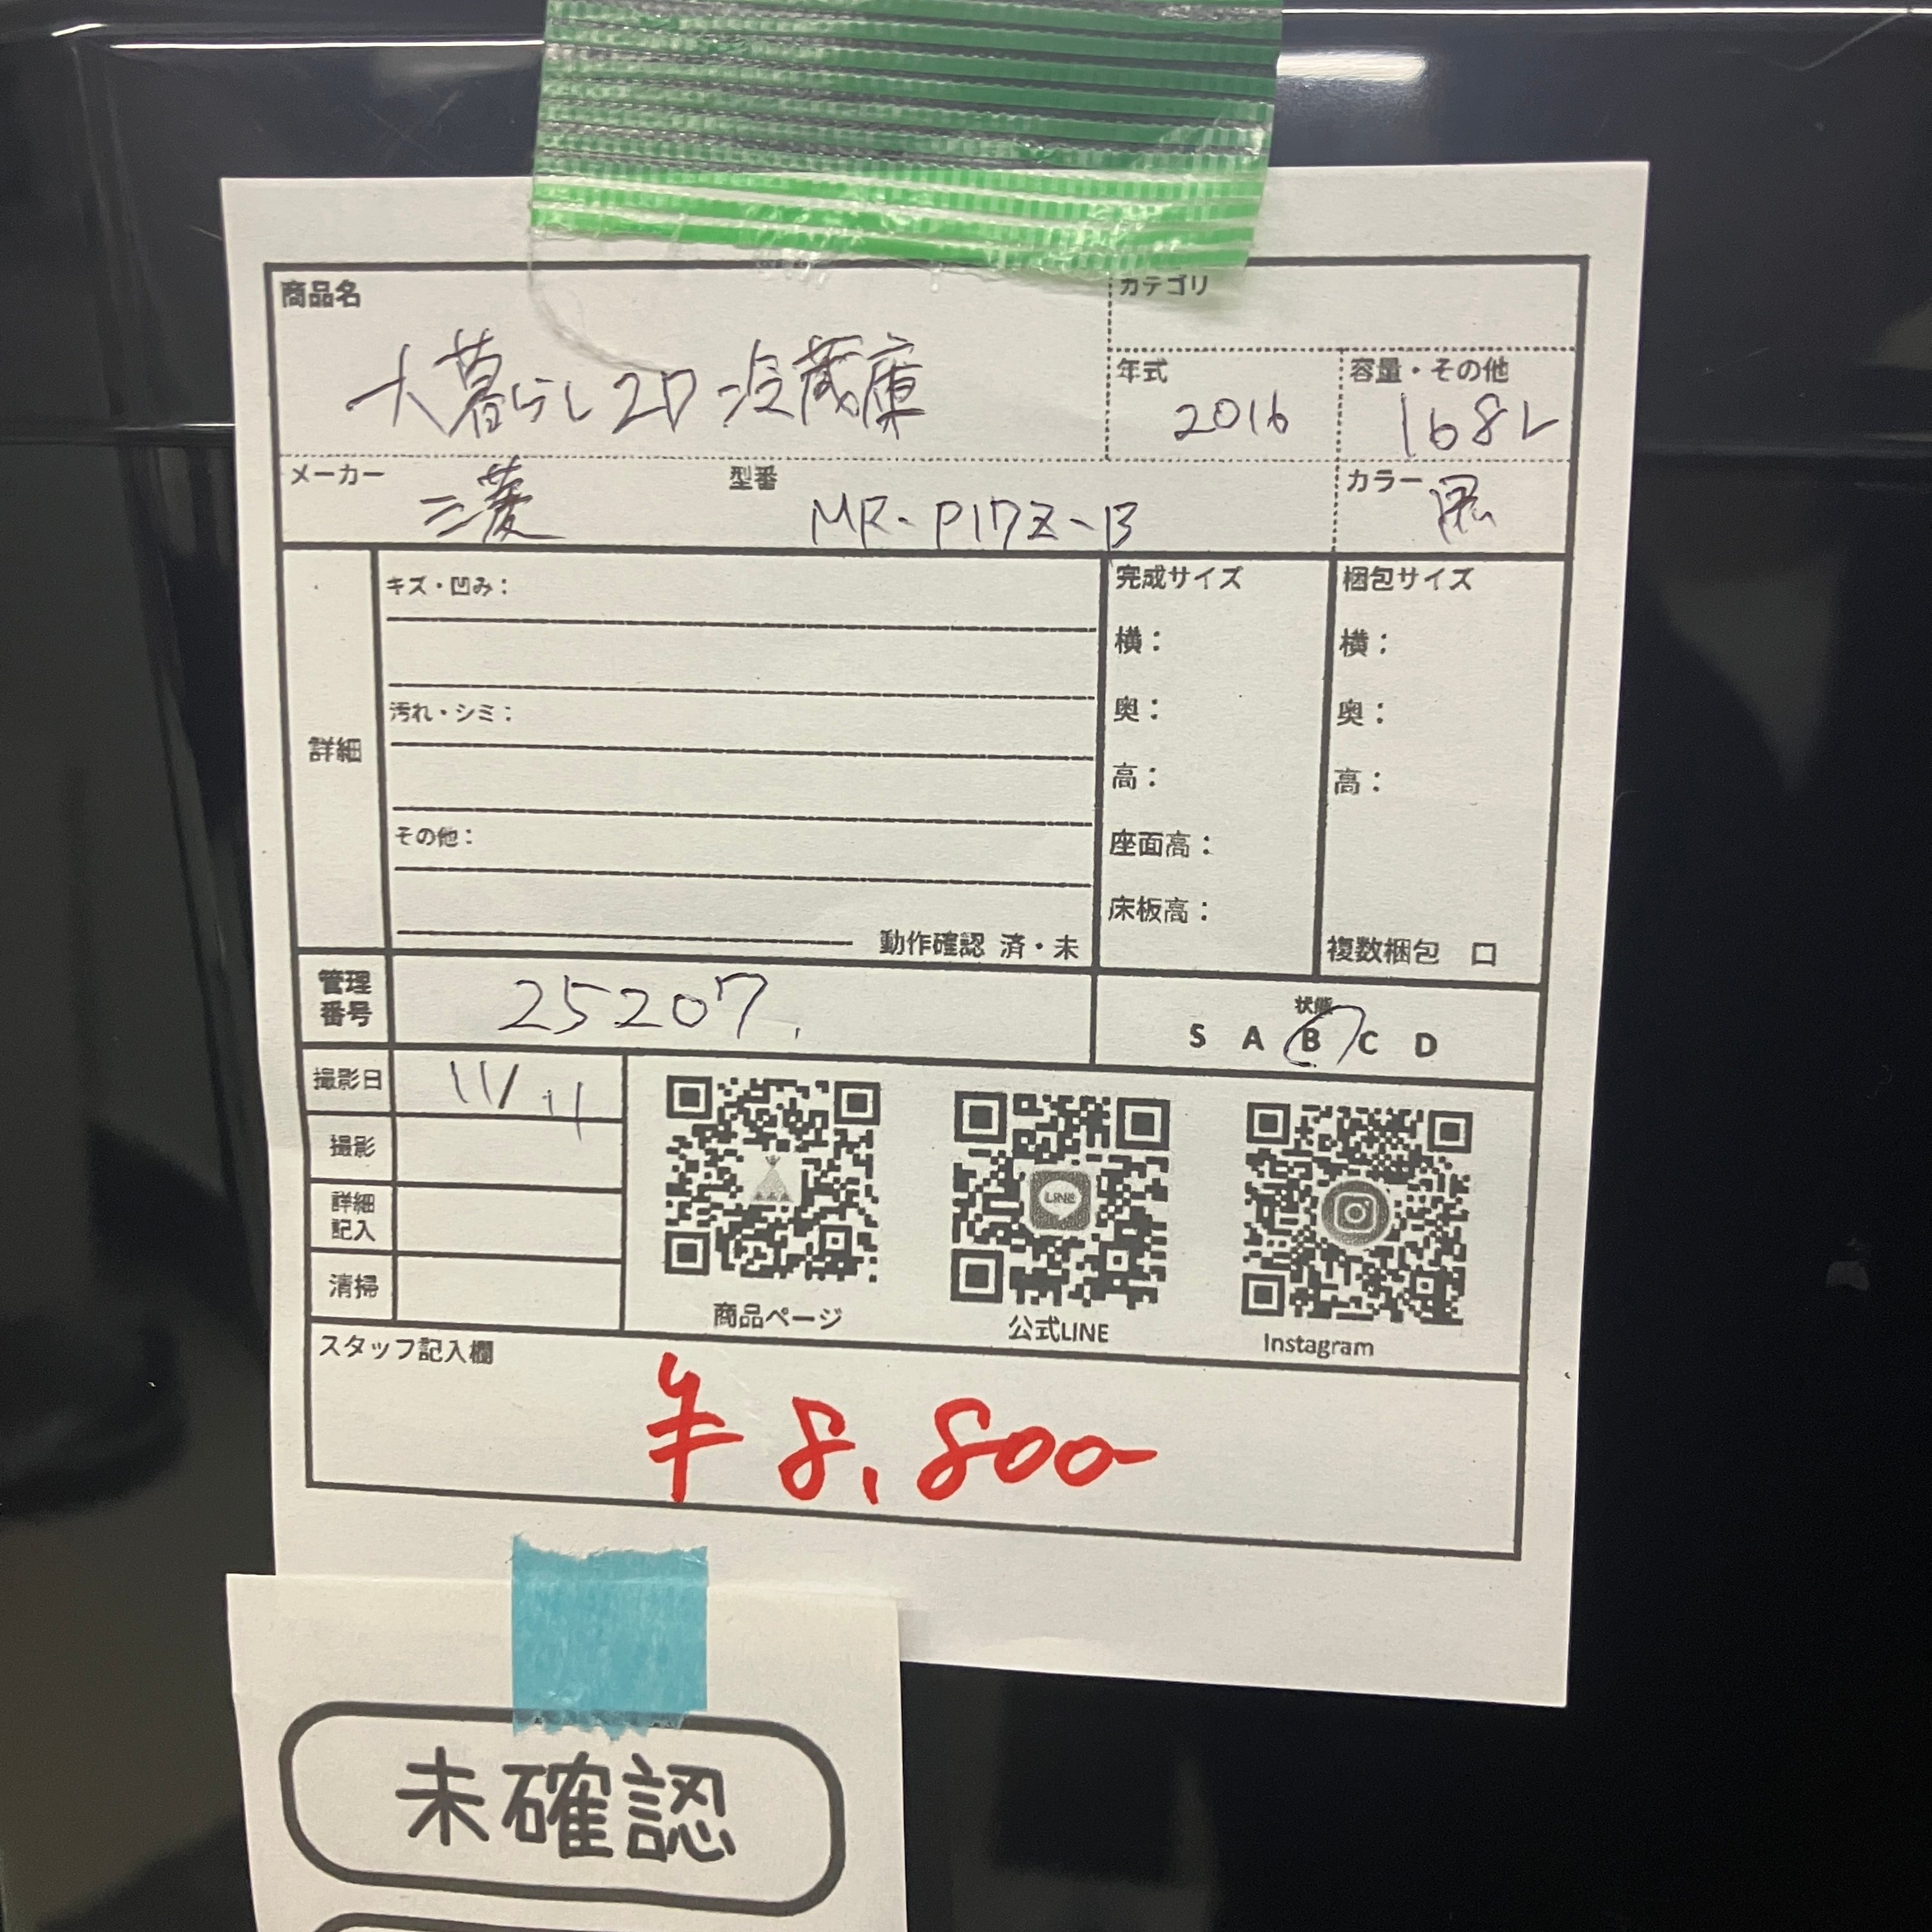 商品名
カテゴリ
一人暮らし2D冷蔵庫
年式
2016
容量・その他
168L
メーカー
三菱
型番
MR-P17Z-B
カラー
黒
詳細
キズ・凹み：
汚れ・シミ：
その他：
動作確認 済・未
完成サイズ
横：
奥：
高：
座面高：
床板高：
梱包サイズ
横：
奥：
高：
複数梱包 口
管理
番号
25207
状態
S A B C D
撮影日
11/11
撮影
詳細
記入
清掃
商品ページ
LINE
公式LINE
Instagram
スタッフ記入欄
¥8,800-
未確認